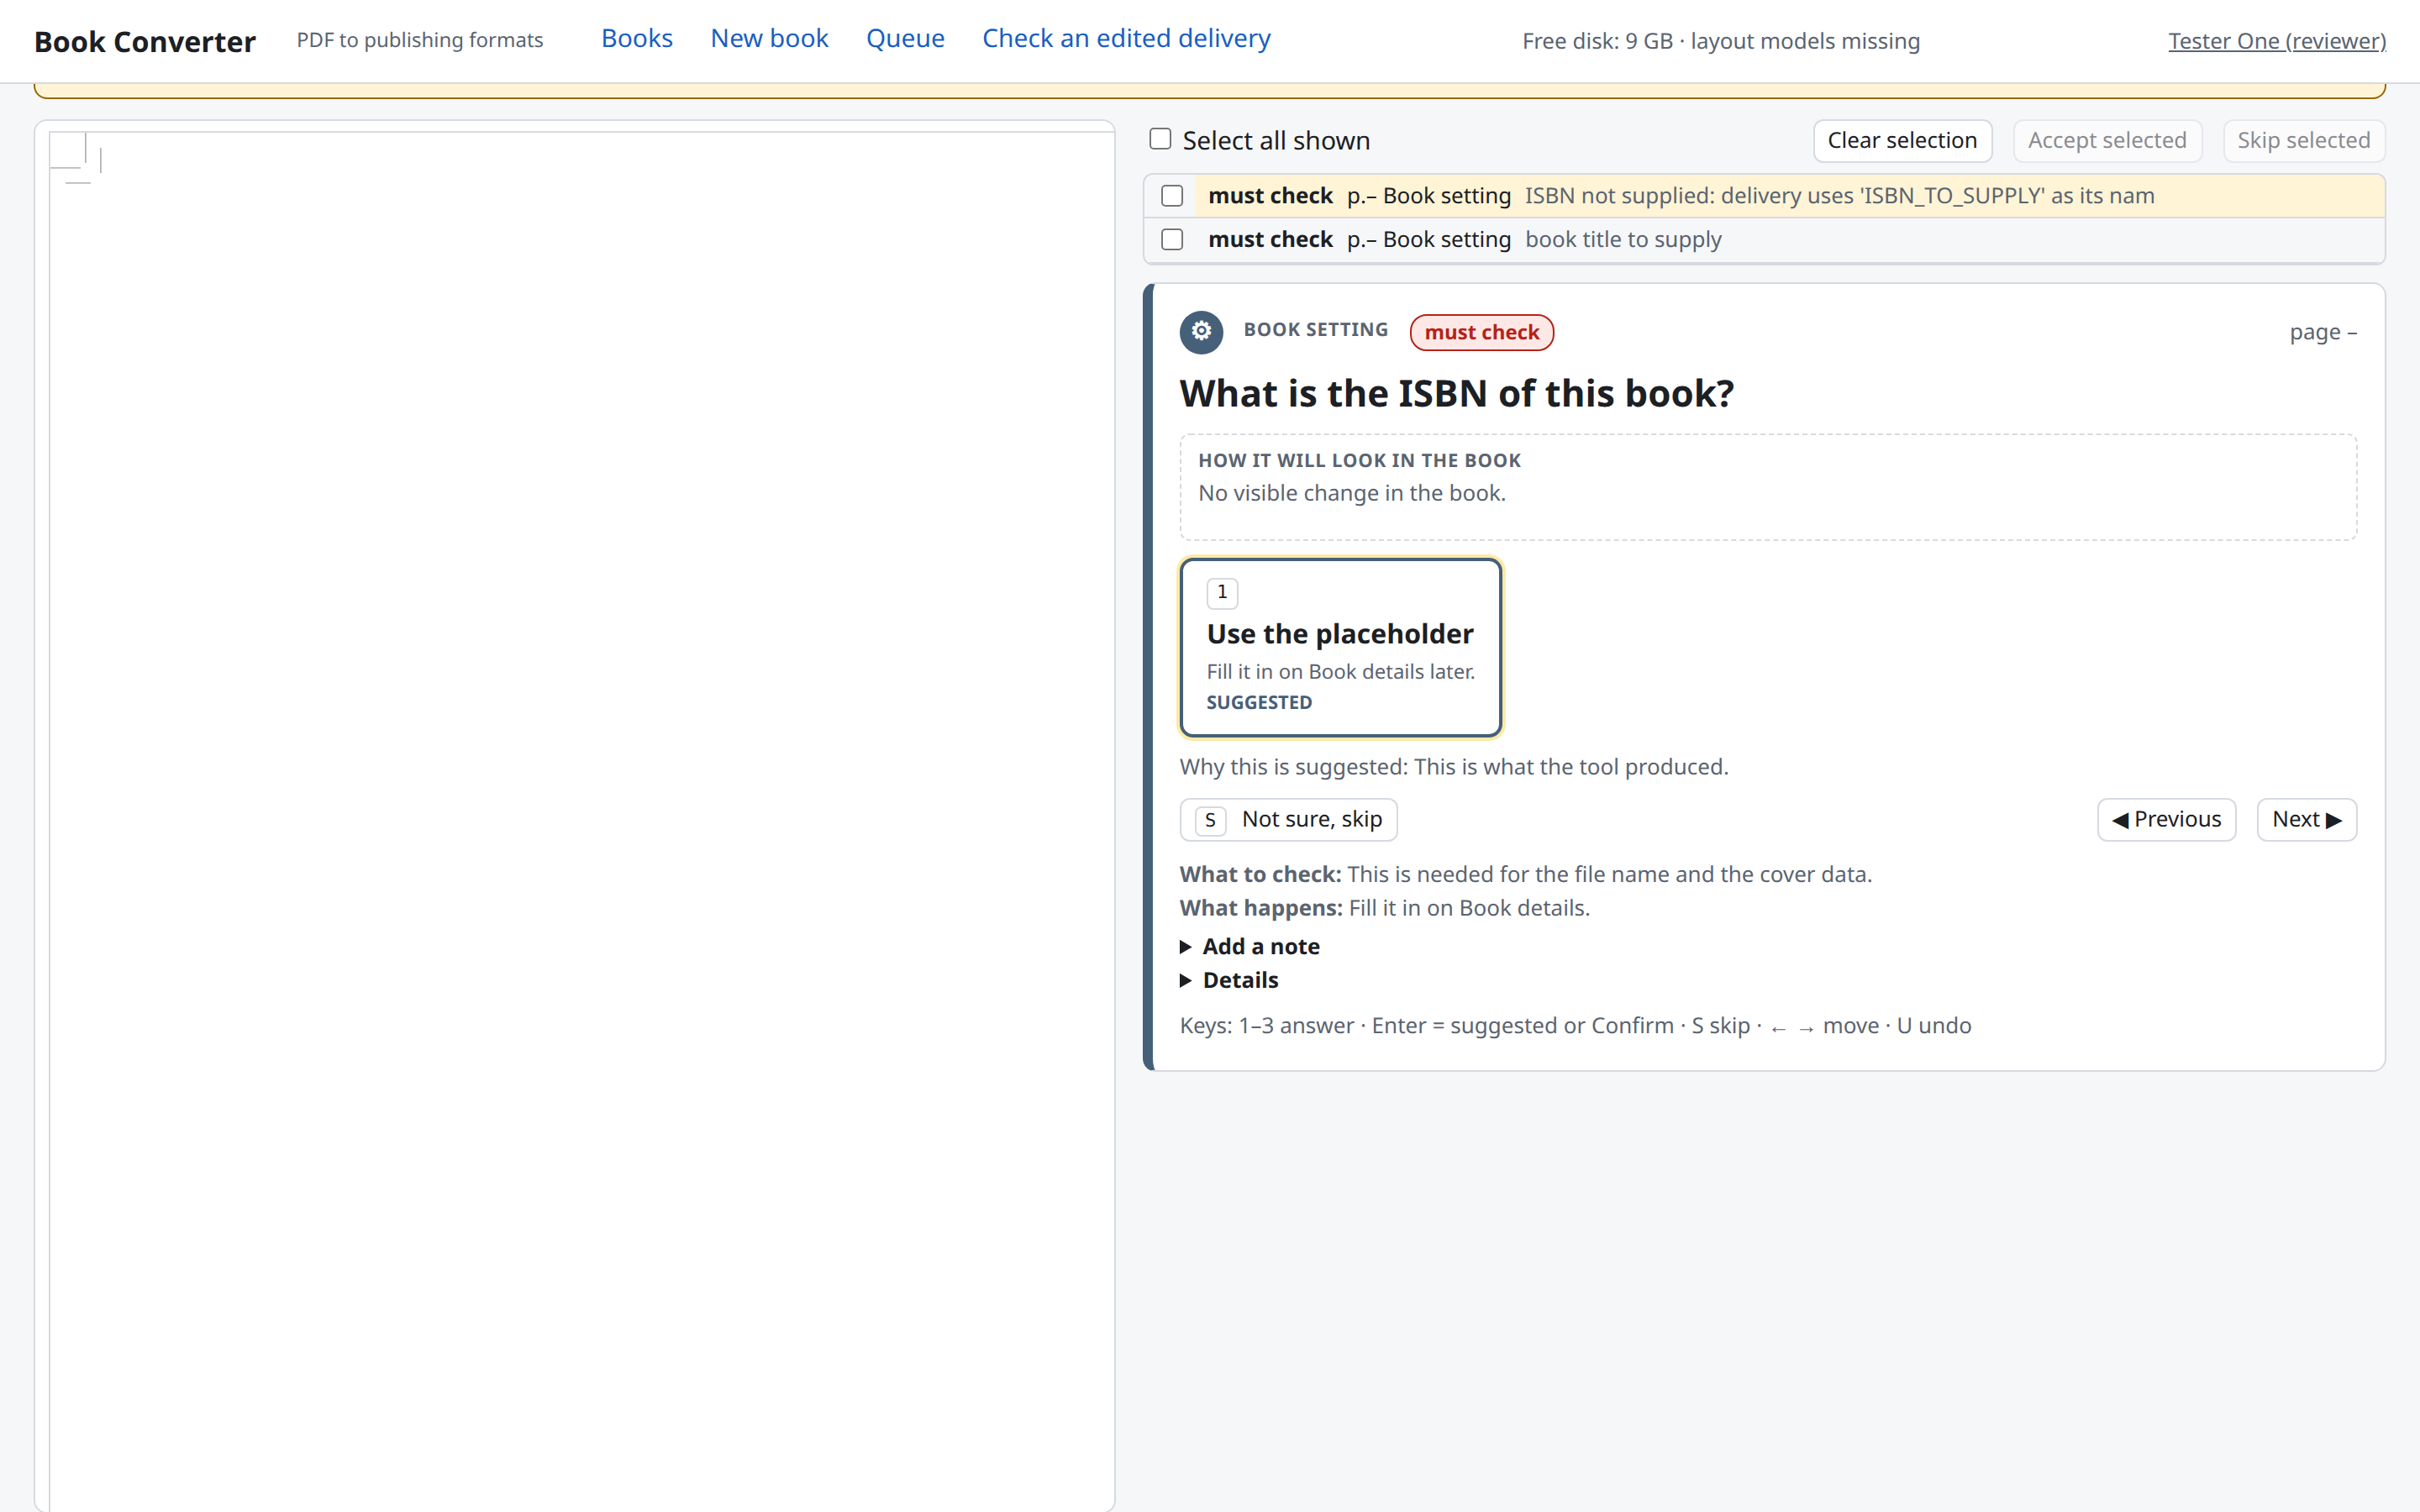 Book Converter PDF to publishing formats Books New book Queue Check an edited delivery Free disk: 9 GB · layout models missing Tester One (reviewer)
Select all shown Clear selection Accept selected Skip selected
must check p.– Book setting ISBN not supplied: delivery uses 'ISBN_TO_SUPPLY' as its nam
must check p.– Book setting book title to supply
BOOK SETTING must check page –
What is the ISBN of this book?
HOW IT WILL LOOK IN THE BOOK
No visible change in the book.
1
Use the placeholder
Fill it in on Book details later.
SUGGESTED
Why this is suggested: This is what the tool produced.
S Not sure, skip ◀ Previous Next ▶
What to check: This is needed for the file name and the cover data.
What happens: Fill it in on Book details.
▶ Add a note
▶ Details
Keys: 1–3 answer · Enter = suggested or Confirm · S skip · ← → move · U undo